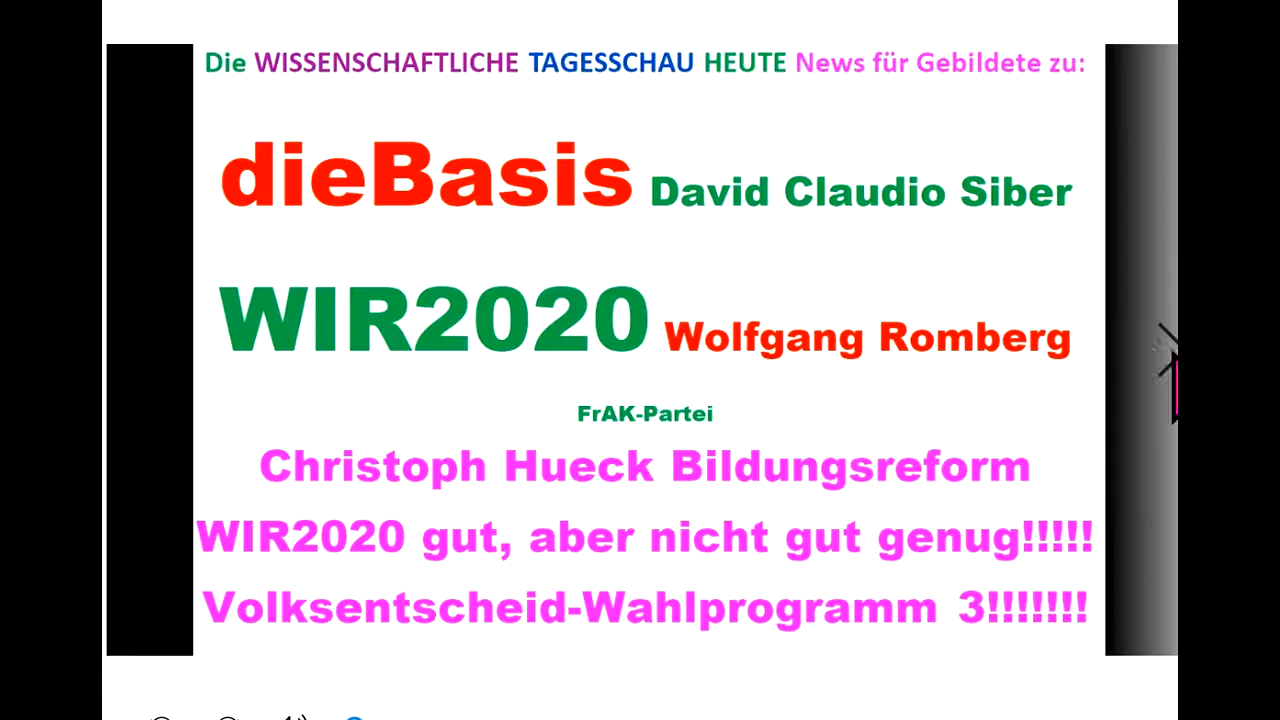 Die WISSENSCHAFTLICHE TAGESSCHAU HEUTE News für Gebildete zu:
dieBasis David Claudio Siber
WIR2020 Wolfgang Romberg
FrAK-Partei
Christoph Hueck Bildungsreform
WIR2020 gut, aber nicht gut genug!!!!!
Volksentscheid-Wahlprogramm 3!!!!!!!